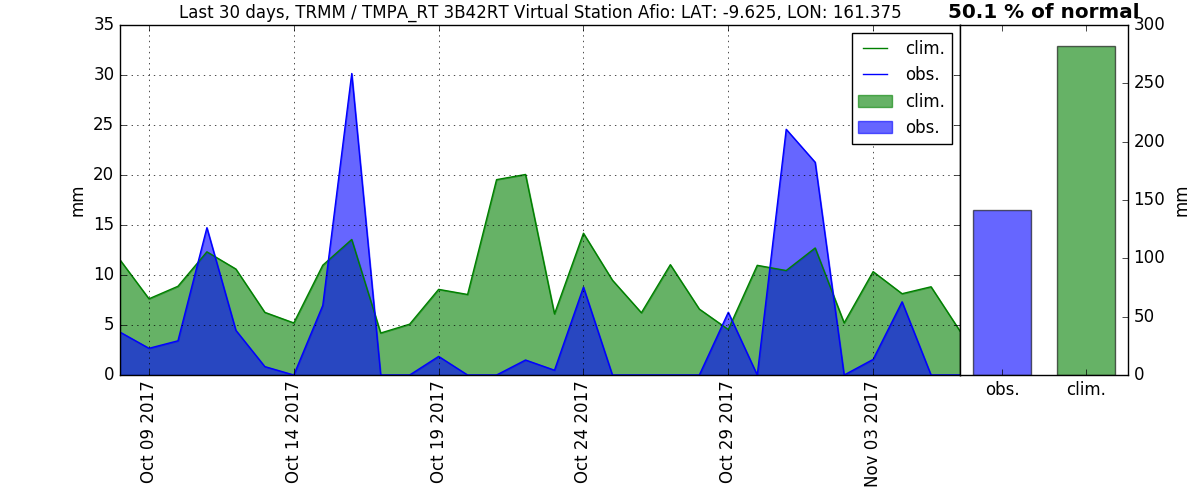 Last 30 days, TRMM / TMPA_RT 3B42RT Virtual Station Afio: LAT: -9.625, LON: 161.375
50.1 % of normal
35
30
25
20
15
10
5
0
mm
clim.
obs.
clim.
obs.
Oct 09 2017
Oct 14 2017
Oct 19 2017
Oct 24 2017
Oct 29 2017
Nov 03 2017
300
250
200
150
100
50
0
mm
obs.
clim.